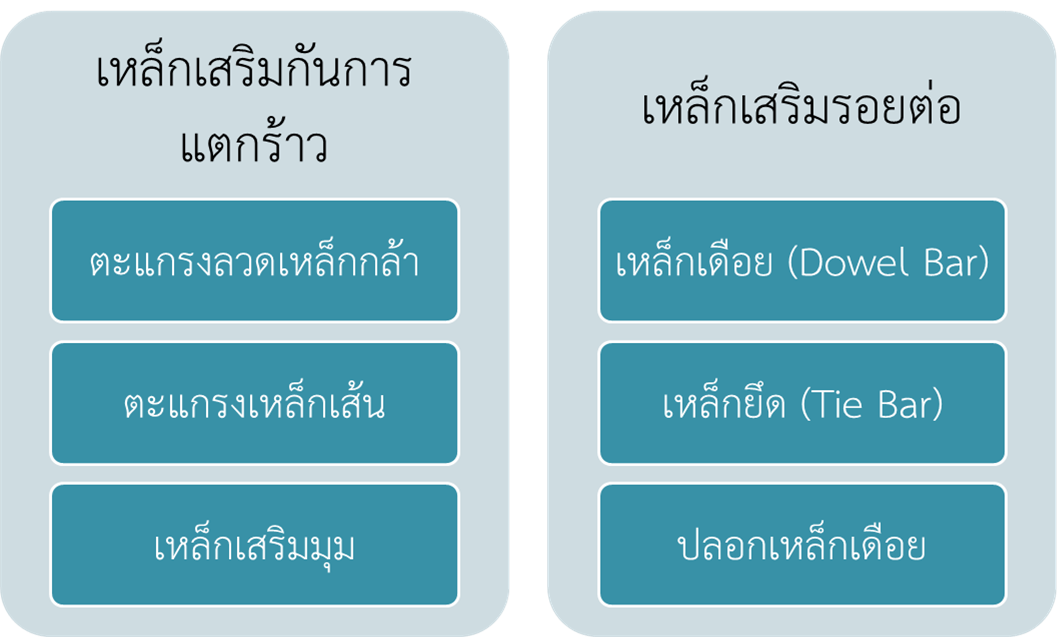 เหล็กเสริมกันการ
แตกร้าว
ตะแกรงลวดเหล็กกล้า
ตะแกรงเหล็กเส้น
เหล็กเสริมมุม
เหล็กเสริมรอยต่อ
เหล็กเดือย (Dowel Bar)
เหล็กยึด (Tie Bar)
ปลอกเหล็กเดือย